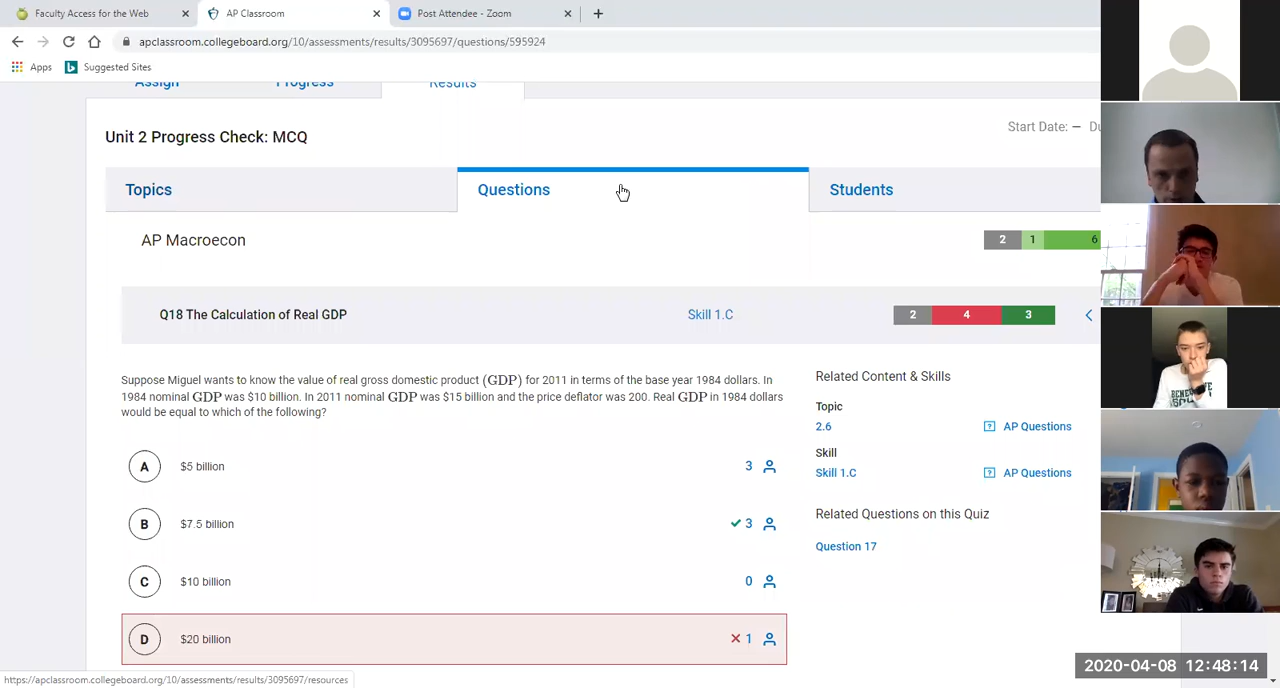 Faculty Access for the Web
AP Classroom
Post Attendee - Zoom
apclassroom.collegeboard.org/10/assessments/results/3095697/questions/595924
Apps
Suggested Sites
Assign
Progress
Results
Unit 2 Progress Check: MCQ
Start Date: —
Topics
Questions
Students
AP Macroecon
2 1 6
Q18 The Calculation of Real GDP
Skill 1.C
2 4 3
Suppose Miguel wants to know the value of real gross domestic product (GDP) for 2011 in terms of the base year 1984 dollars. In
1984 nominal GDP was $10 billion. In 2011 nominal GDP was $15 billion and the price deflator was 200. Real GDP in 1984 dollars
would be equal to which of the following?
A $5 billion 3
B $7.5 billion 3
C $10 billion 0
D $20 billion 1
Related Content & Skills
Topic
2.6 AP Questions
Skill
Skill 1.C AP Questions
Related Questions on this Quiz
Question 17
https://apclassroom.collegeboard.org/10/assessments/results/3095697/resources
2020-04-08 12:48:14